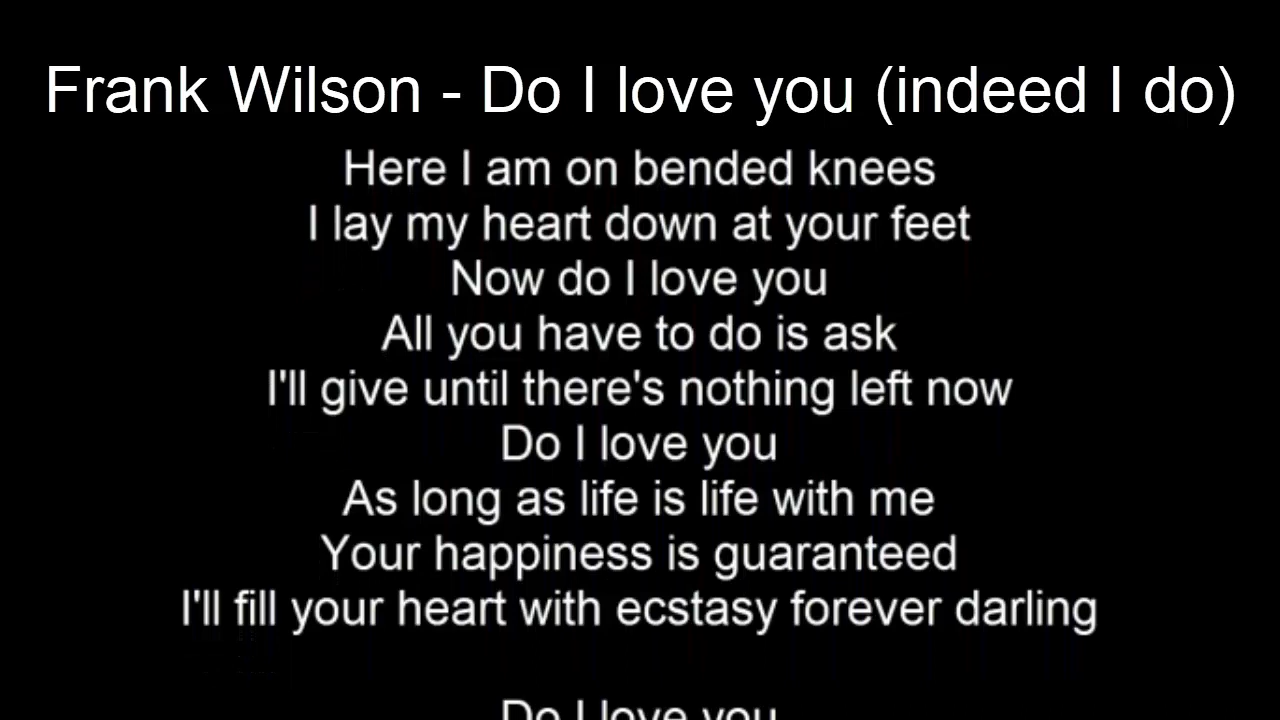 Frank Wilson - Do I love you (indeed I do)
Here I am on bended knees
I lay my heart down at your feet
Now do I love you
All you have to do is ask
I'll give until there's nothing left now
Do I love you
As long as life is life with me
Your happiness is guaranteed
I'll fill your heart with ecstasy forever darling
Do I love you